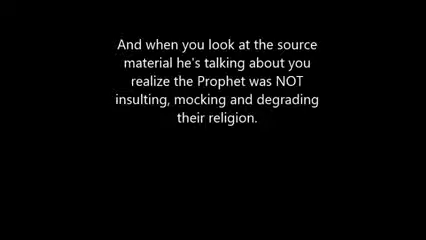 And when you look at the source
material he's talking about you
realize the Prophet was NOT
insulting, mocking and degrading
their religion.